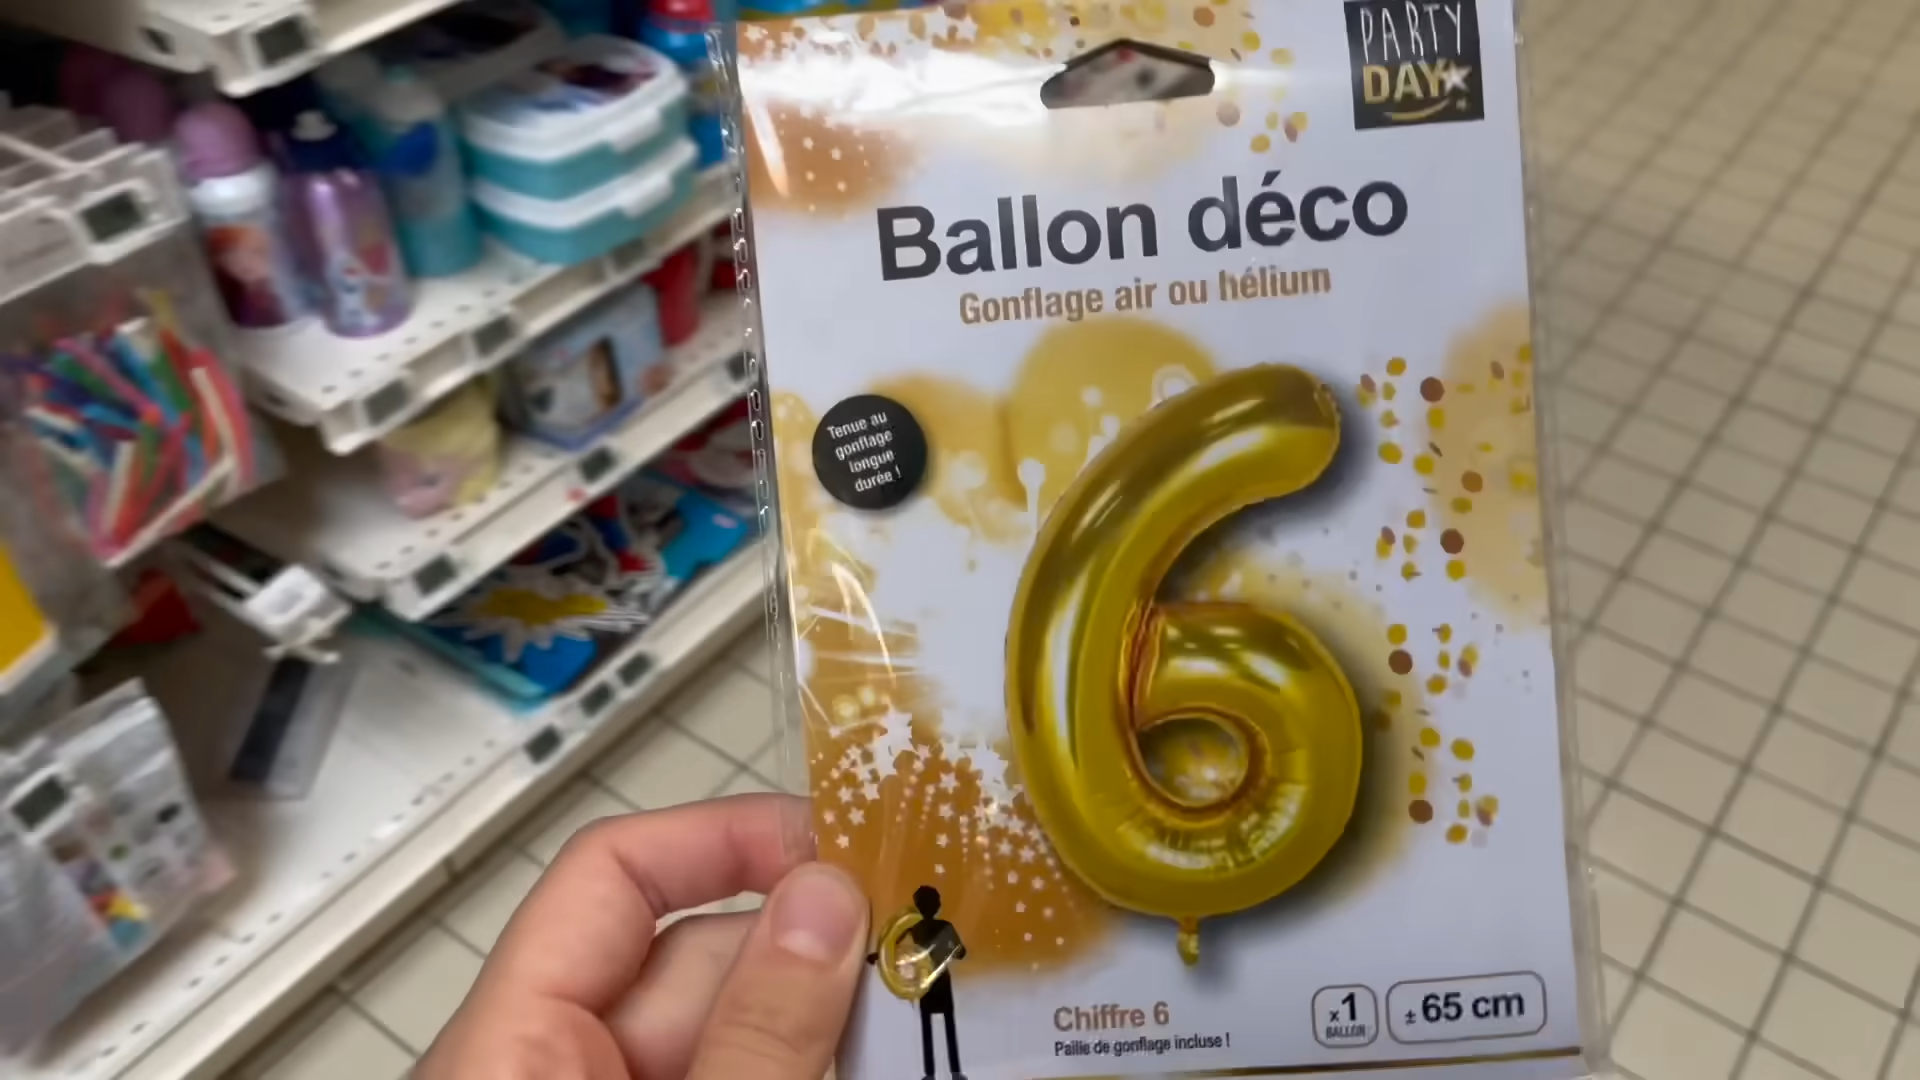 PARTY
DAY
Ballon déco
Gonflage air ou hélium
Tenue au
gonflage
longue
durée !
Chiffre 6
Paille de gonflage incluse !
x1
BALLON
± 65 cm